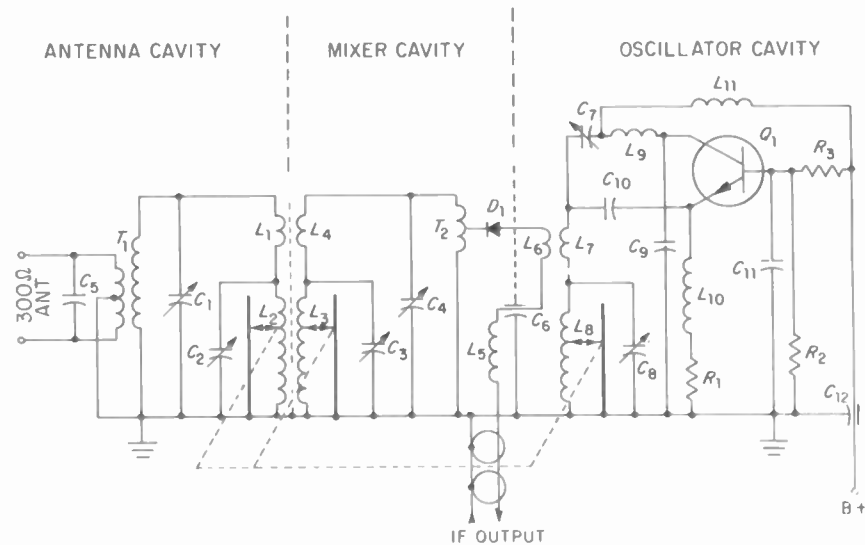 ANTENNA CAVITY
MIXER CAVITY
OSCILLATOR CAVITY
L11
C7
Q1
L9
R3
C10
T1
L1
L4
T2
D1
L6
L7
C9
C11
300Ω ANT
C5
C1
L2
L3
C4
C6
L10
C2
C3
L5
L8
C8
R1
R2
C12
B+
IF OUTPUT